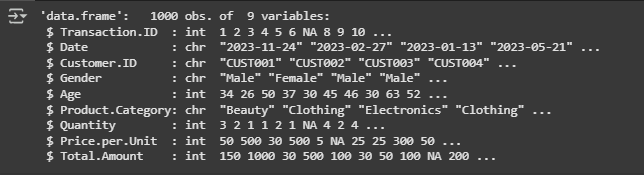 'data.frame':   1000 obs. of  9 variables:
 $ Transaction.ID  : int  1 2 3 4 5 6 NA 8 9 10 ...
 $ Date            : chr  "2023-11-24" "2023-02-27" "2023-01-13" "2023-05-21" ...
 $ Customer.ID     : chr  "CUST001" "CUST002" "CUST003" "CUST004" ...
 $ Gender          : chr  "Male" "Female" "Male" "Male" ...
 $ Age             : int  34 26 50 37 30 45 46 30 63 52 ...
 $ Product.Category: chr  "Beauty" "Clothing" "Electronics" "Clothing" ...
 $ Quantity        : int  3 2 1 1 2 1 NA 4 2 4 ...
 $ Price.per.Unit  : int  50 500 30 500 5 NA 25 25 300 50 ...
 $ Total.Amount    : int  150 1000 30 500 100 30 50 100 NA 200 ...